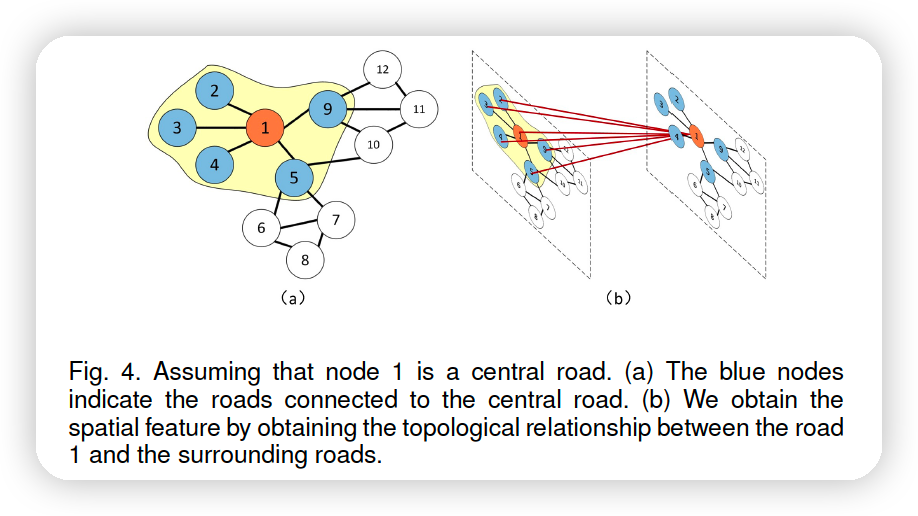 12
2
9
11
3
1
10
4
5
7
6
8
(a)
(b)
Fig. 4. Assuming that node 1 is a central road. (a) The blue nodes
indicate the roads connected to the central road. (b) We obtain the
spatial feature by obtaining the topological relationship between the road
1 and the surrounding roads.